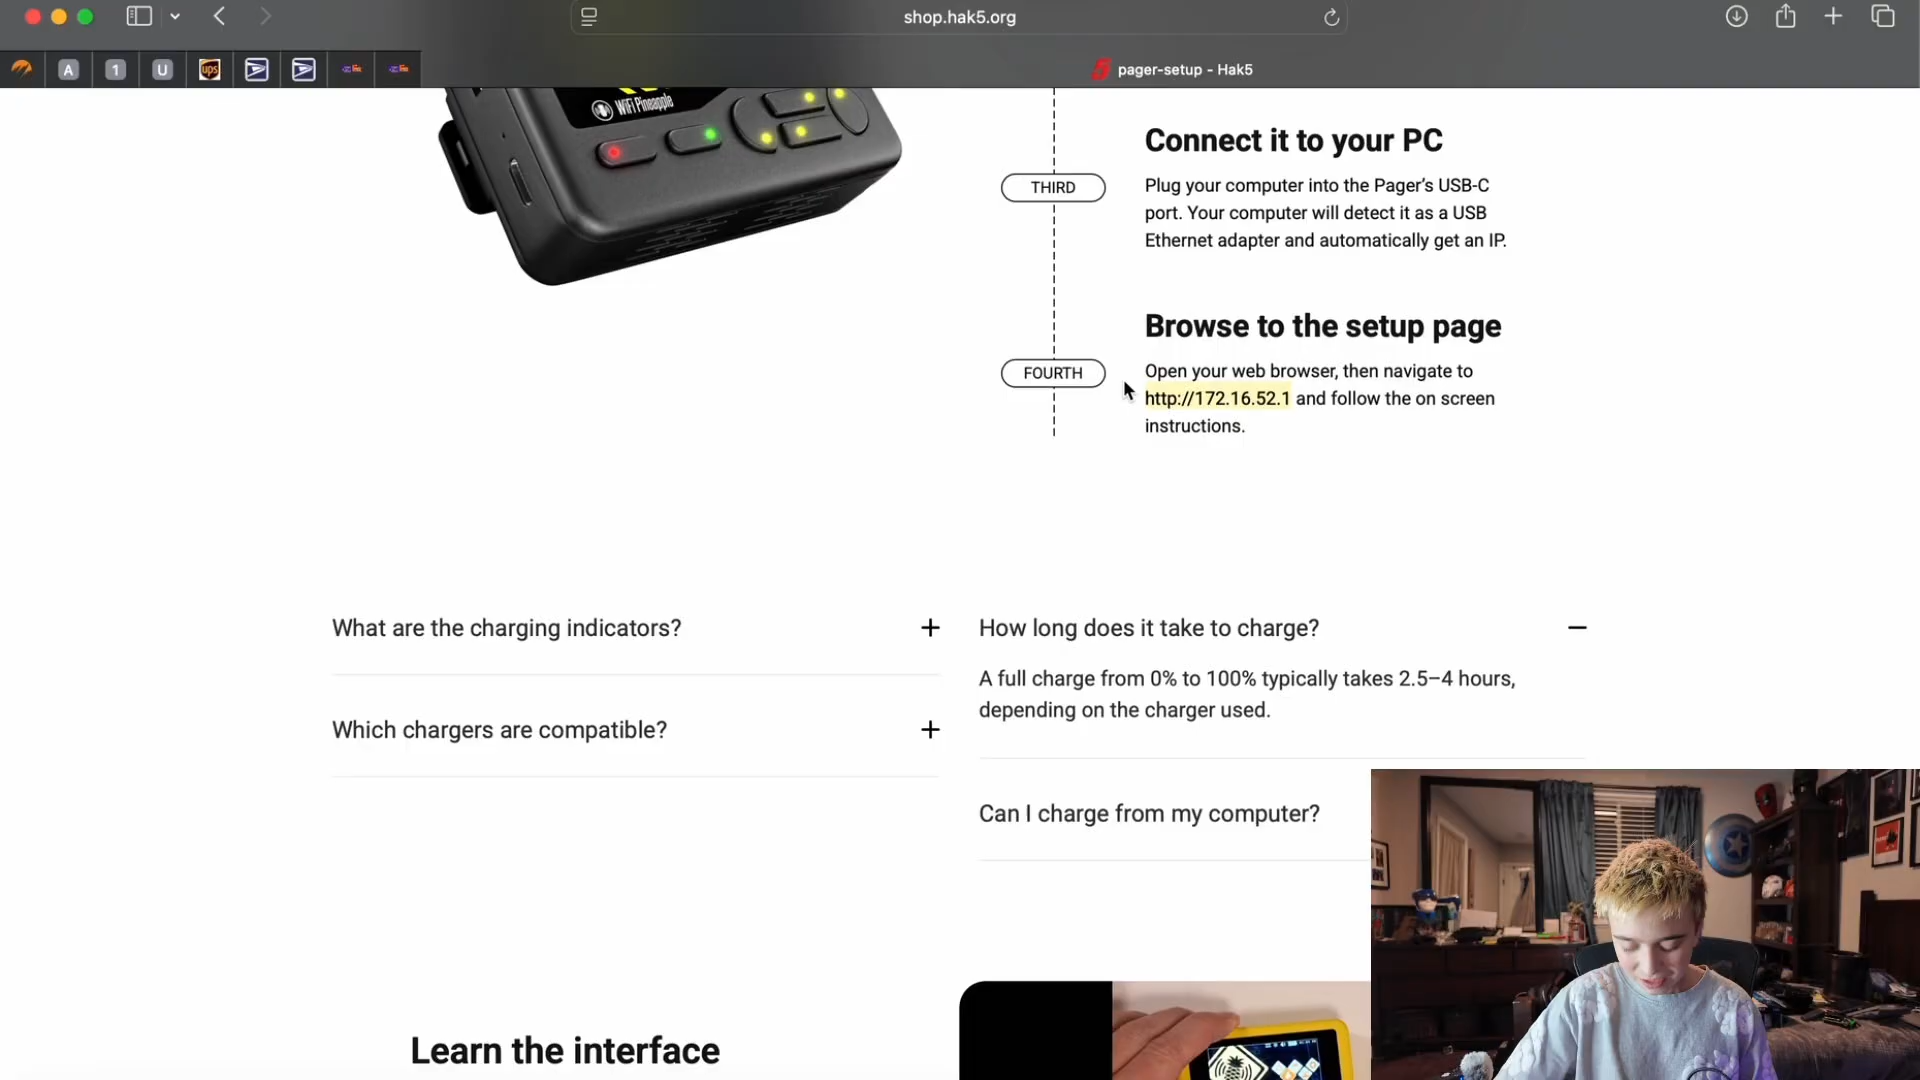 shop.hak5.org
A
1
U
ups
pager-setup - Hak5
WiFi Pineapple
Connect it to your PC
THIRD
Plug your computer into the Pager’s USB-C
port. Your computer will detect it as a USB
Ethernet adapter and automatically get an IP.
Browse to the setup page
FOURTH
Open your web browser, then navigate to
http://172.16.52.1 and follow the on screen
instructions.
What are the charging indicators?
How long does it take to charge?
A full charge from 0% to 100% typically takes 2.5–4 hours,
depending on the charger used.
Which chargers are compatible?
Can I charge from my computer?
Learn the interface